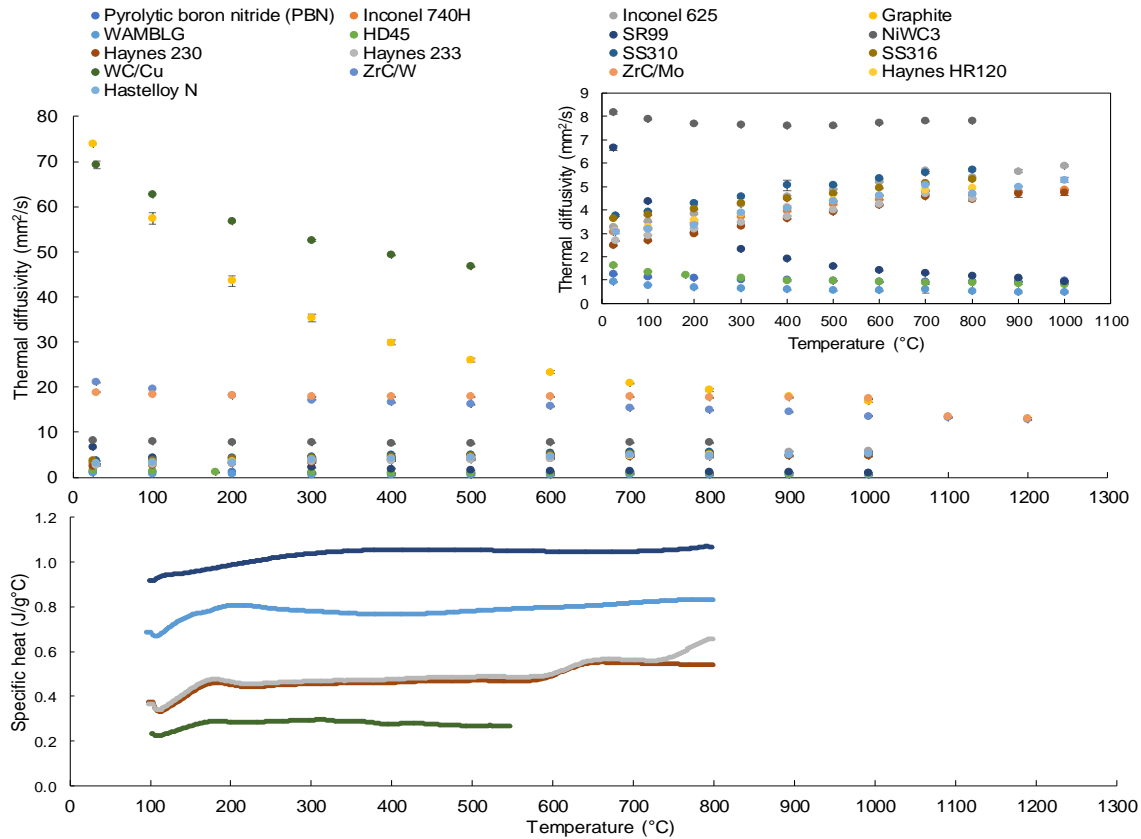 Pyrolytic boron nitride (PBN) Inconel 740H Inconel 625 Graphite
WAMBLG HD45 SR99 NiWC3
Haynes 230 Haynes 233 SS310 SS316
WC/Cu ZrC/W ZrC/Mo Haynes HR120
Hastelloy N
Thermal diffusivity (mm²/s)
80
70
60
50
40
30
20
10
0
0 100 200 300 400 500 600 700 800 900 1000 1100 1200 1300
Thermal diffusivity (mm²/s)
9
8
7
6
5
4
3
2
1
0
0 100 200 300 400 500 600 700 800 900 1000 1100
Temperature (°C)
Specific heat (J/g°C)
1.2
1.0
0.8
0.6
0.4
0.2
0.0
0 100 200 300 400 500 600 700 800 900 1000 1100 1200 1300
Temperature (°C)